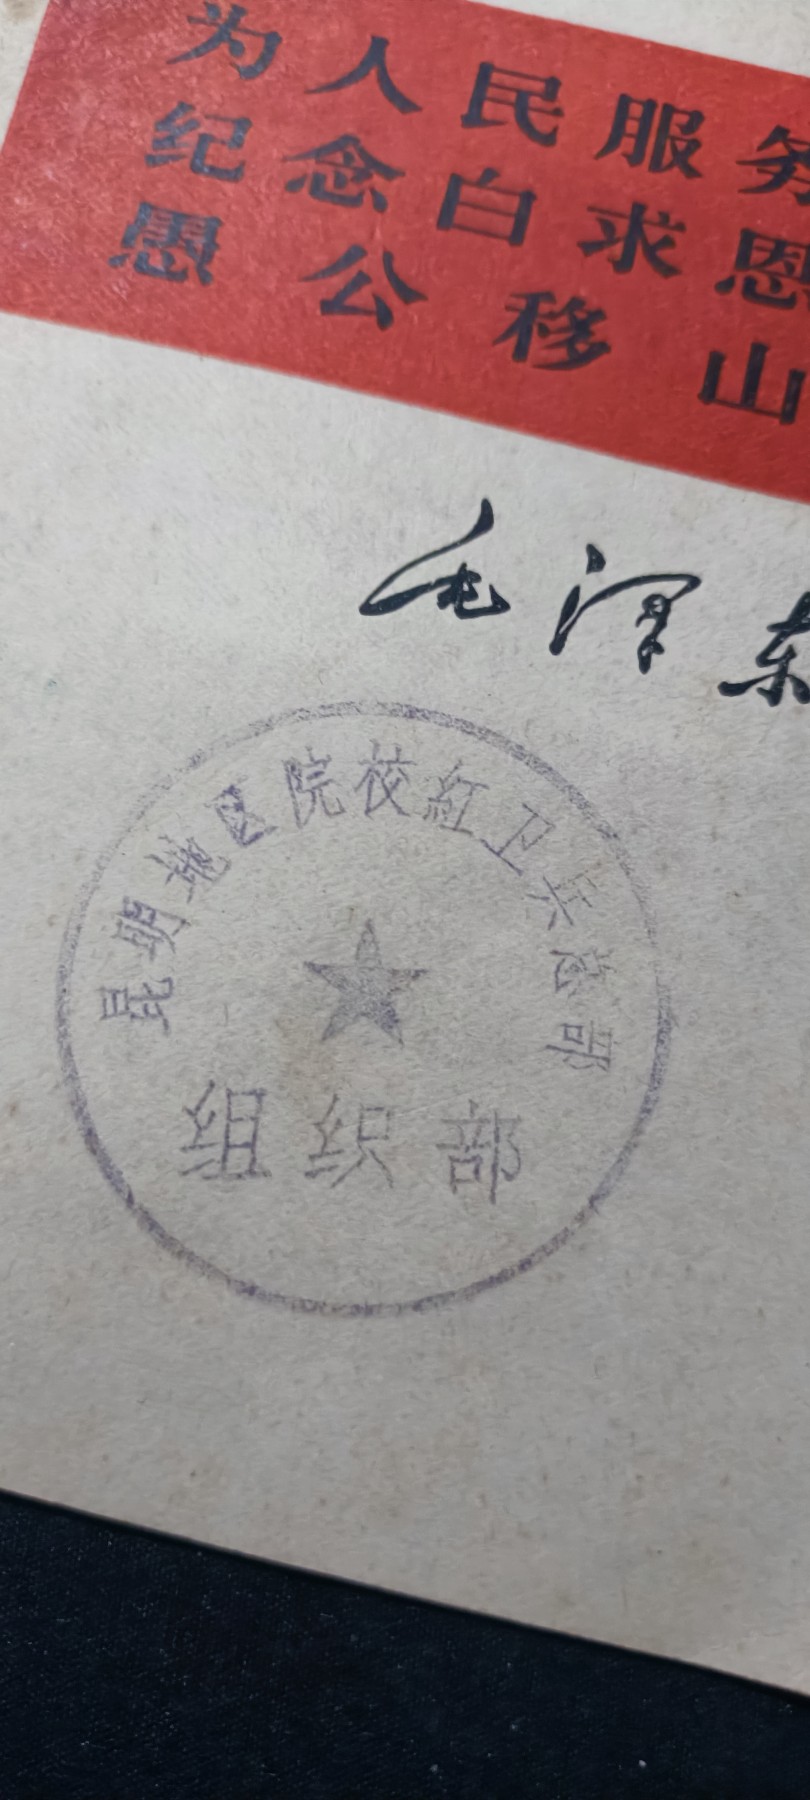 为人民服务
纪念白求恩
愚公移山
毛泽东
昆明地区医院校紅卫兵总部
组织部